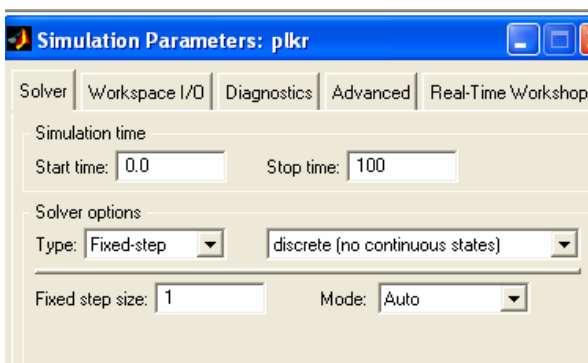 Simulation Parameters: plkr
Solver Workspace I/O Diagnostics Advanced Real-Time Workshop
Simulation time
Start time: 0.0 Stop time: 100
Solver options
Type: Fixed-step discrete (no continuous states)
Fixed step size: 1 Mode: Auto